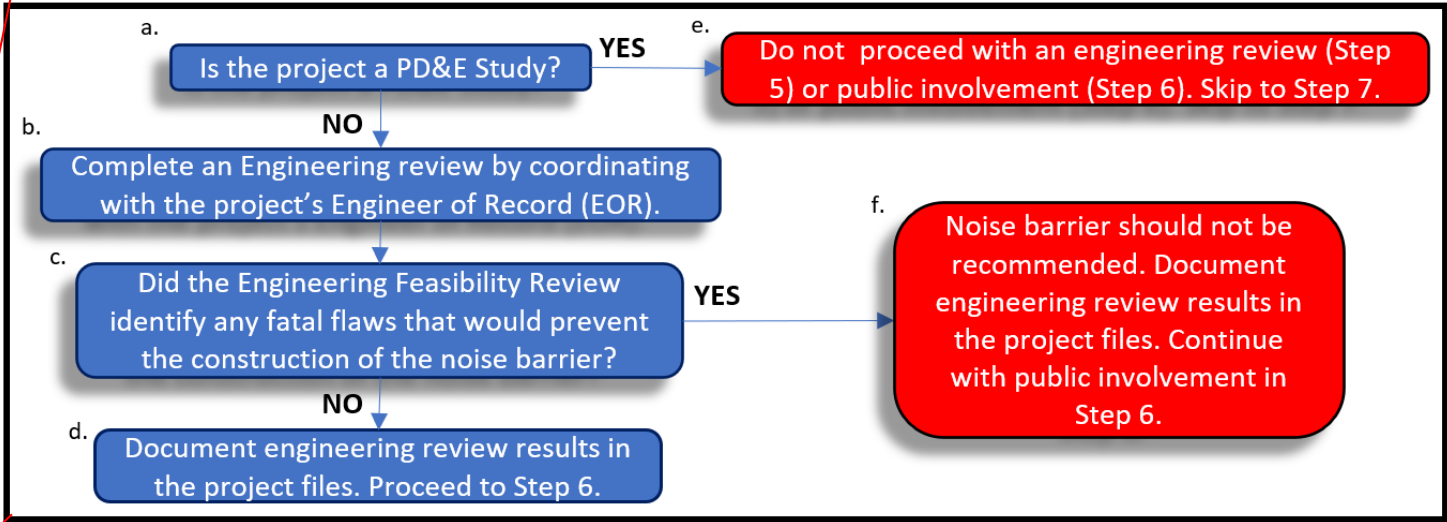 a.
Is the project a PD&E Study?
YES
e.
Do not  proceed with an engineering review (Step
5) or public involvement (Step 6). Skip to Step 7.
NO
b.
Complete an Engineering review by coordinating
with the project's Engineer of Record (EOR).
c.
Did the Engineering Feasibility Review
identify any fatal flaws that would prevent
the construction of the noise barrier?
YES
f.
Noise barrier should not be
recommended. Document
engineering review results in
the project files. Continue
with public involvement in
Step 6.
NO
d.
Document engineering review results in
the project files. Proceed to Step 6.